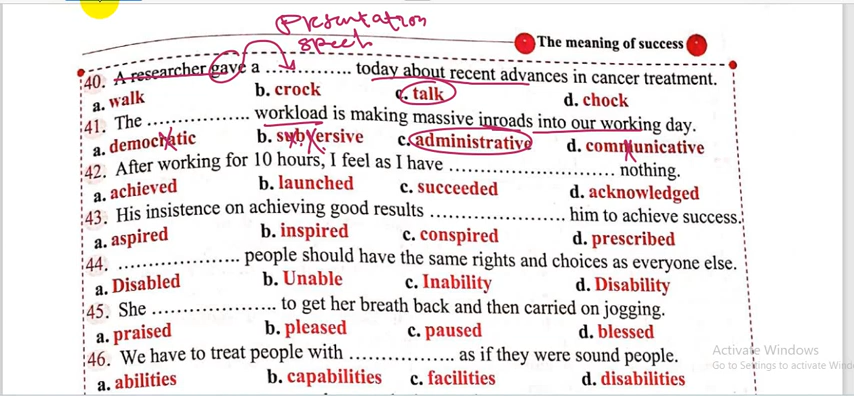 Presentation
speech
The meaning of success
40. A researcher gave a ................ today about recent advances in cancer treatment.
a. walk b. crock c. talk d. chock
41. The ................... workload is making massive inroads into our working day.
a. democratic b. subversive c. administrative d. communicative
42. After working for 10 hours, I feel as I have ............................ nothing.
a. achieved b. launched c. succeeded d. acknowledged
43. His insistence on achieving good results ....................... him to achieve success.
a. aspired b. inspired c. conspired d. prescribed
44. ..................... people should have the same rights and choices as everyone else.
a. Disabled b. Unable c. Inability d. Disability
45. She ..................... to get her breath back and then carried on jogging.
a. praised b. pleased c. paused d. blessed
46. We have to treat people with .................. as if they were sound people.
a. abilities b. capabilities c. facilities d. disabilities
Activate Windows
Go to Settings to activate Wind